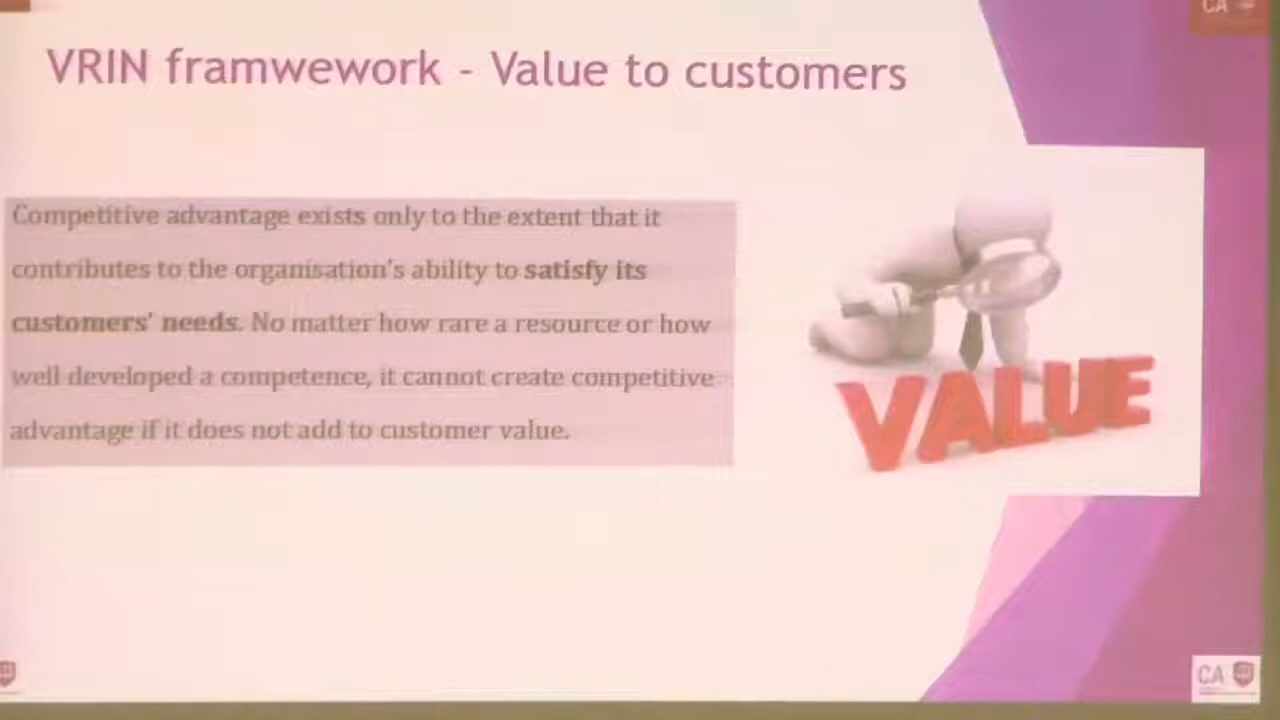 CA
VRIN framwework - Value to customers
Competitive advantage exists only to the extent that it
contributes to the organisation's ability to satisfy its
customers' needs. No matter how rare a resource or how
well developed a competence, it cannot create competitive
advantage if it does not add to customer value.
VALUE
CA